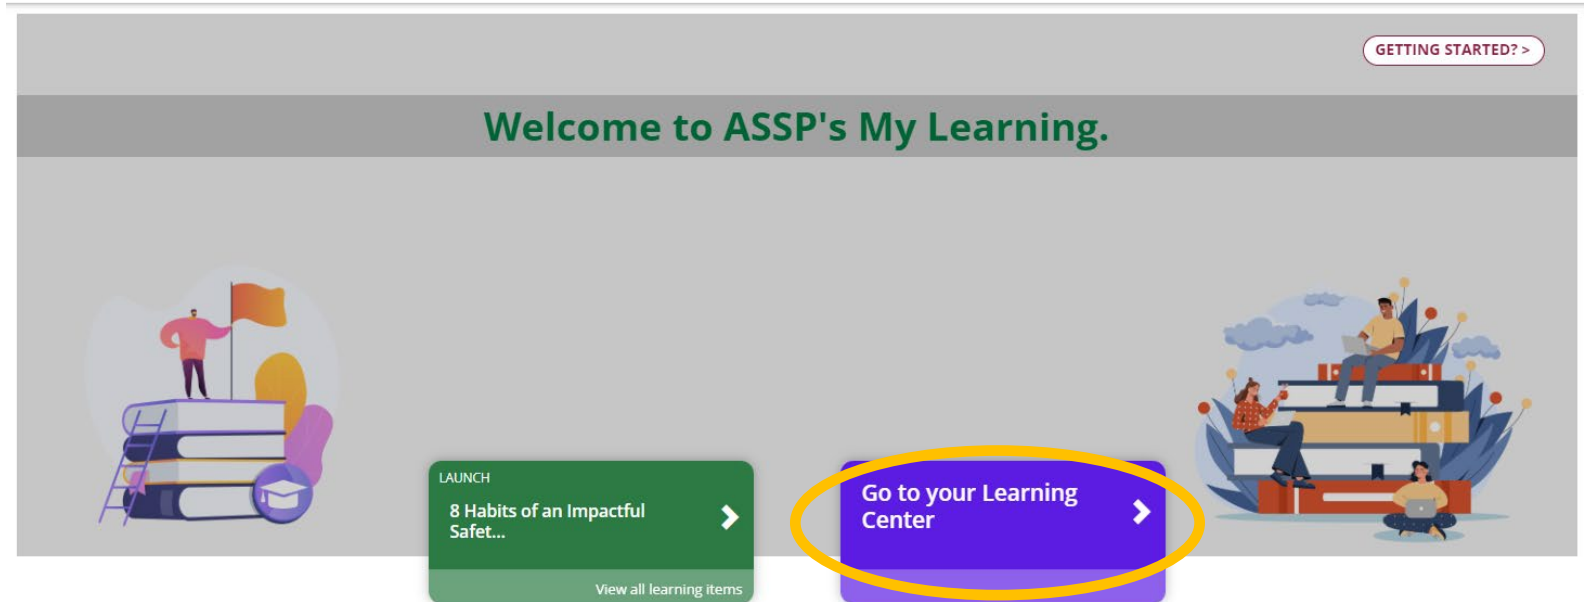 GETTING STARTED? >
Welcome to ASSP's My Learning.
LAUNCH
8 Habits of an Impactful
Safet...
View all learning items
Go to your Learning
Center